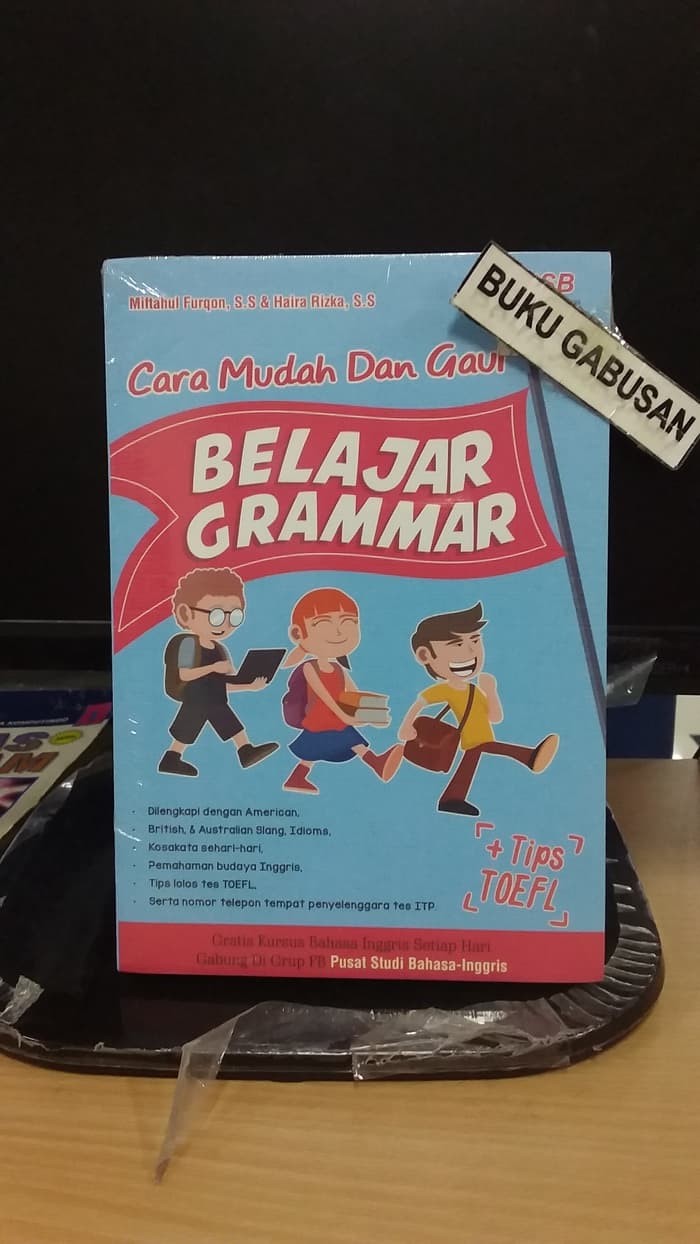 Miftahul Furqon, S.S & Haira Rizka, S.S
SB
BUKU GABUSAN
Cara Mudah Dan Gaul
BELAJAR
GRAMMAR
· Dilengkapi dengan American,
· British, & Australian Slang, Idioms,
· Kosakata sehari-hari,
· Pemahaman budaya Inggris,
· Tips lolos tes TOEFL,
· Serta nomor telepon tempat penyelenggara tes ITP
+ Tips
TOEFL
Gratis Kursus Bahasa Inggris Setiap Hari
Gabung Di Grup FB Pusat Studi Bahasa-Inggris